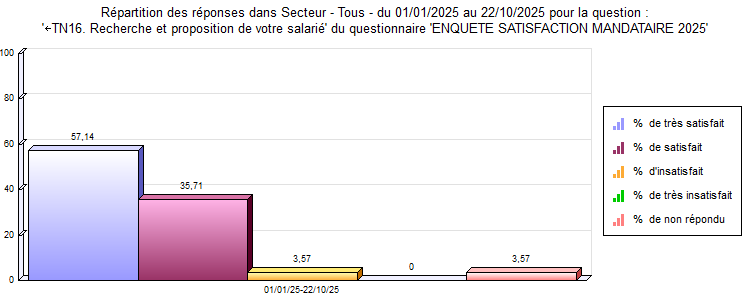 Répartition des réponses dans Secteur - Tous - du 01/01/2025 au 22/10/2025 pour la question :
'←TN16. Recherche et proposition de votre salarié' du questionnaire 'ENQUETE SATISFACTION MANDATAIRE 2025'
100
80
60
40
20
0
57,14
35,71
3,57
0
3,57
01/01/25-22/10/25
% de très satisfait
% de satisfait
% d'insatisfait
% de très insatisfait
% de non répondu